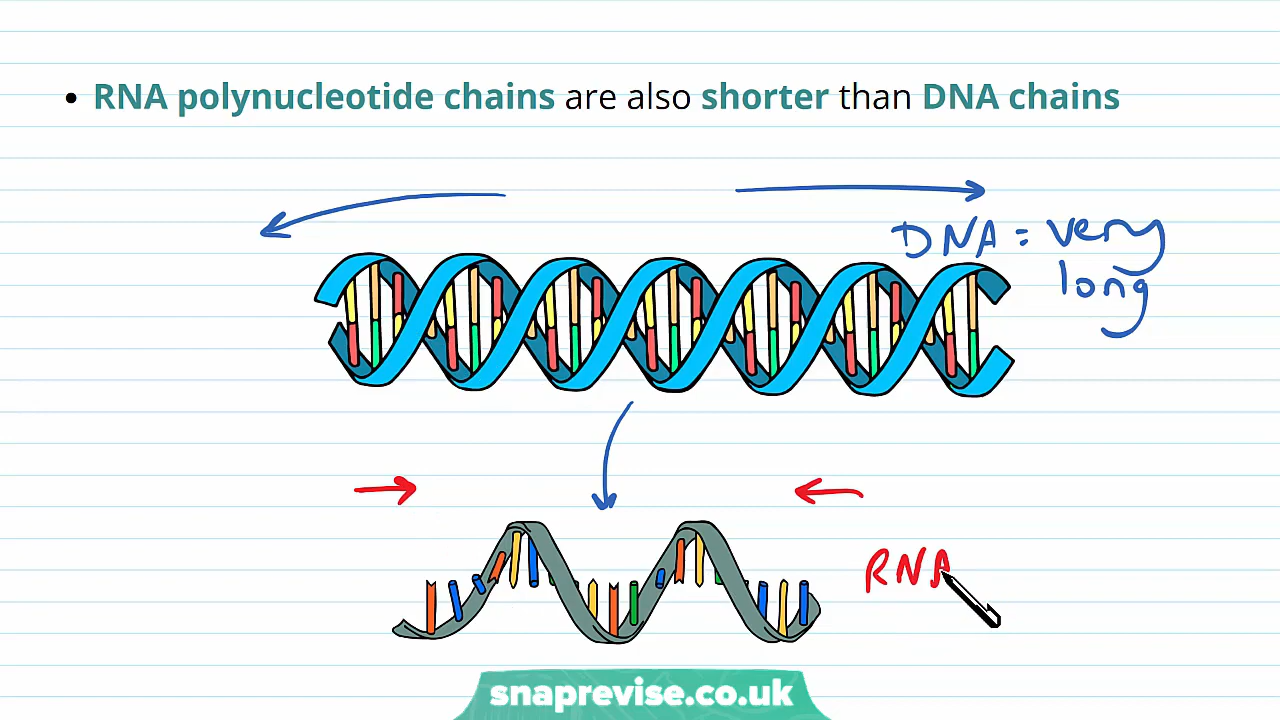 • RNA polynucleotide chains are also shorter than DNA chains
DNA = very
long
RNA
snaprevise.co.uk